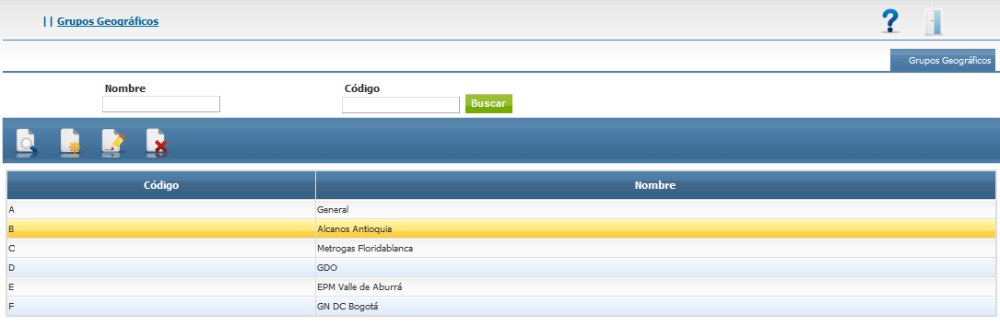 || Grupos Geográficos
Grupos Geográficos
Nombre Código
Buscar
Código Nombre
A General
B Alcanos Antioquia
C Metrogas Floridablanca
D GDO
E EPM Valle de Aburrá
F GN DC Bogotá